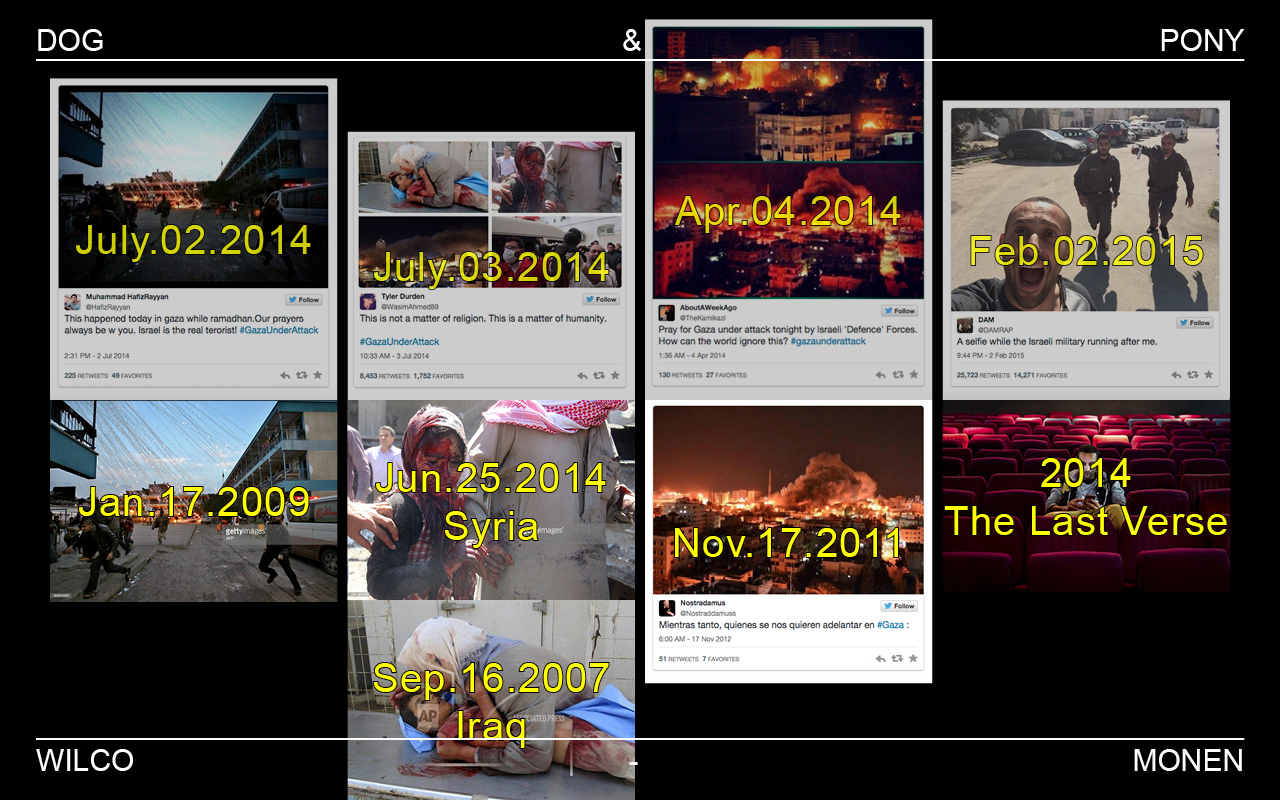 DOG & PONY
July.02.2014
Muhammad HafizRayyan
@HafizRayyan
Follow
This happened today in gaza while ramadhan.Our prayers
always be w you. Israel is the real terorist! #GazaUnderAttack
2:31 PM - 2 Jul 2014
225 RETWEETS 49 FAVORITES
Jan.17.2009
gettyimages
AFP
July.03.2014
Tyler Durden
@WasimAhmed89
Follow
This is not a matter of religion. This is a matter of humanity.
#GazaUnderAttack
10:33 AM - 3 Jul 2014
8,453 RETWEETS 1,752 FAVORITES
Jun.25.2014
Syria
Sep.16.2007
AP
ASSOCIATED PRESS
Iraq
Apr.04.2014
AboutAWeekAgo
@TheKamikazi
Follow
Pray for Gaza under attack tonight by Israeli 'Defence' Forces.
How can the world ignore this? #gazaunderattack
1:36 AM - 4 Apr 2014
130 RETWEETS 27 FAVORITES
Nov.17.2011
Nostradamus
@Nostraddamuss
Follow
Mientras tanto, quienes se nos quieren adelantar en #Gaza :
6:00 AM - 17 Nov 2012
51 RETWEETS 7 FAVORITES
Feb.02.2015
DAM
@DAMRAP
Follow
A selfie while the Israeli military running after me.
9:44 PM - 2 Feb 2015
25,723 RETWEETS 14,271 FAVORITES
2014
The Last Verse
WILCO - MONEN